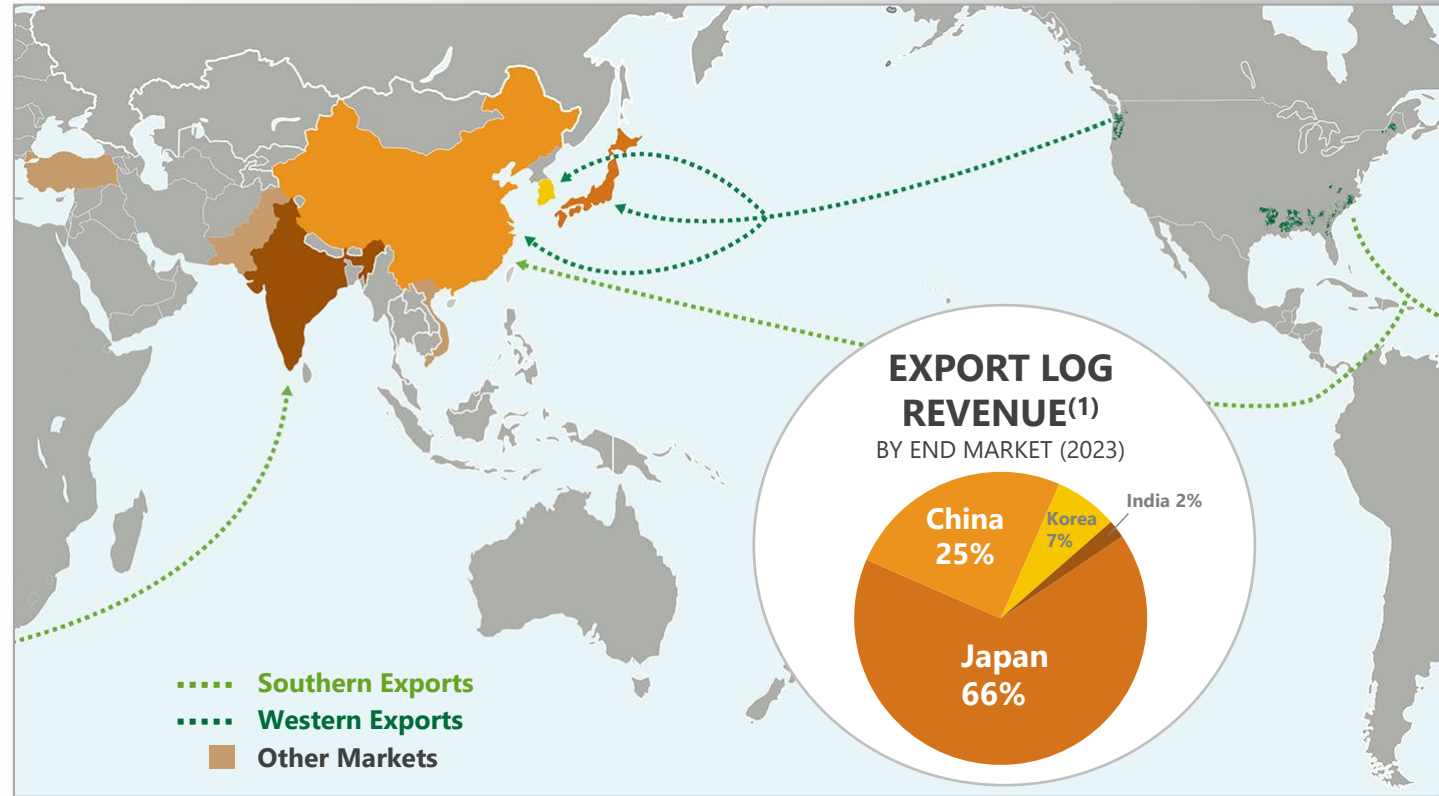 EXPORT LOG
REVENUE(1)
BY END MARKET (2023)
India 2%
China
25%
Korea
7%
Japan
66%
Southern Exports
Western Exports
Other Markets